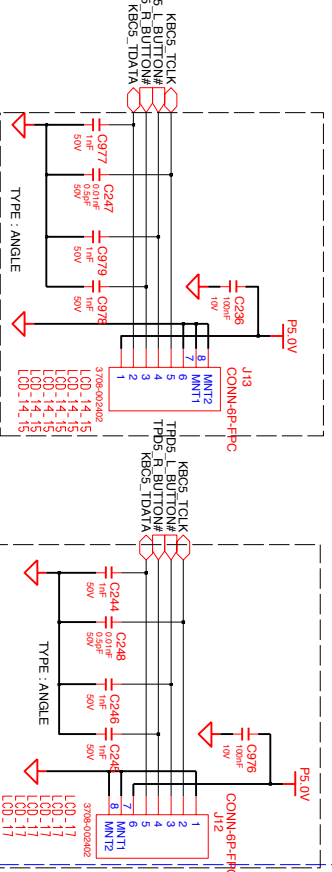 KBC5_TCLK
5_L_BUTTON#
5_R_BUTTON#
KBC5_TDATA
C977
1nF
50V
C247
0.01nF
0.5pF
50V
C979
1nF
50V
C978
1nF
50V
TYPE : ANGLE
C236
100nF
10V
P5.0V
J13
CONN-6P-FPC
1
2
3
4
5
6
7
8
MNT1
MNT2
3708-002402
LCD_14_15
LCD_14_15
LCD_14_15
LCD_14_15
LCD_14_15
LCD_14_15
KBC5_TCLK
TPD5_L_BUTTON#
TPD5_R_BUTTON#
KBC5_TDATA
C244
1nF
50V
C248
0.01nF
0.5pF
50V
C246
1nF
50V
C245
1nF
50V
TYPE : ANGLE
C976
100nF
10V
P5.0V
CONN-6P-FPC
J12
1
2
3
4
5
6
7
8
MNT1
MNT2
3708-002402
LCD_17
LCD_17
LCD_17
LCD_17
LCD_17
LCD_17